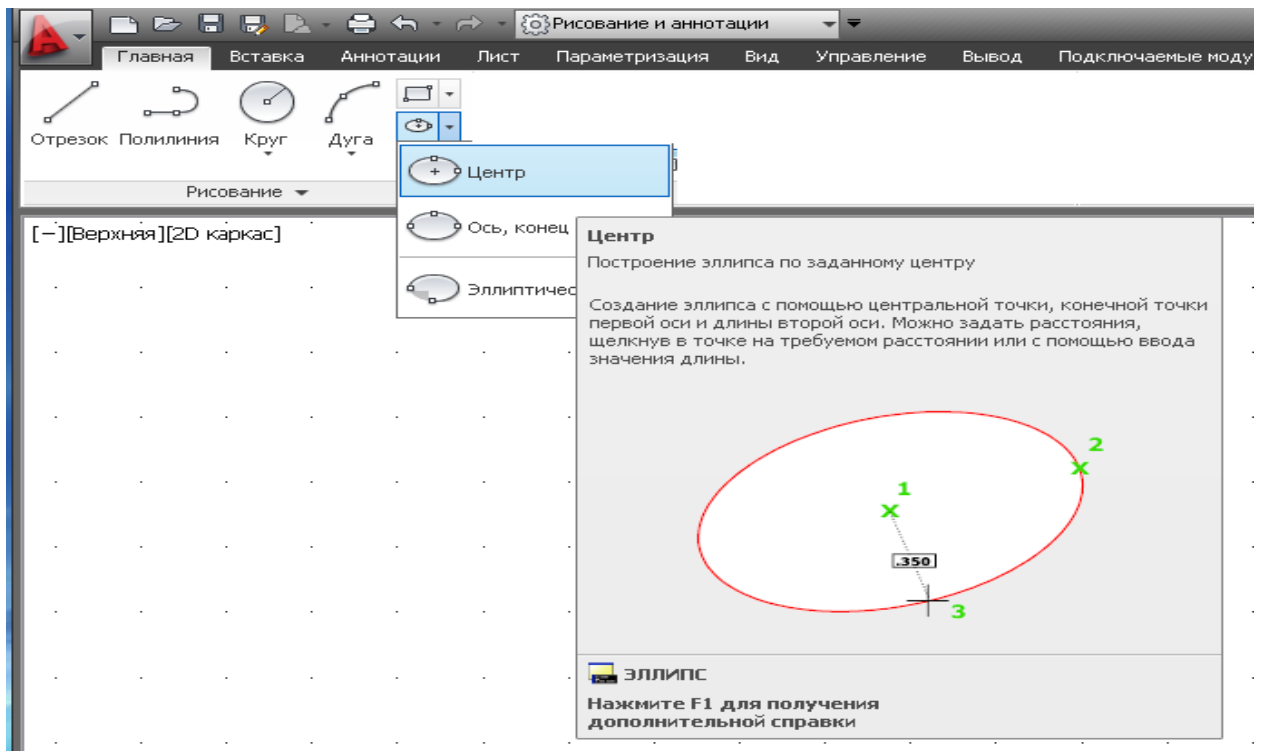 Рисование и аннотации
Главная Вставка Аннотации Лист Параметризация Вид Управление Вывод Подключаемые моду
Отрезок Полилиния Круг Дуга
Рисование
Центр
Ось, конец
Эллиптичес
[−][Верхняя][2D каркас]
Центр
Построение эллипса по заданному центру
Создание эллипса с помощью центральной точки, конечной точки
первой оси и длины второй оси. Можно задать расстояния,
щелкнув в точке на требуемом расстоянии или с помощью ввода
значения длины.
2
1
.350
3
ЭЛЛИПС
Нажмите F1 для получения
дополнительной справки